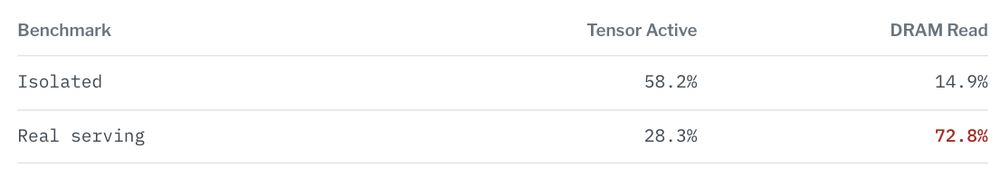 Benchmark Tensor Active DRAM Read
Isolated 58.2% 14.9%
Real serving 28.3% 72.8%